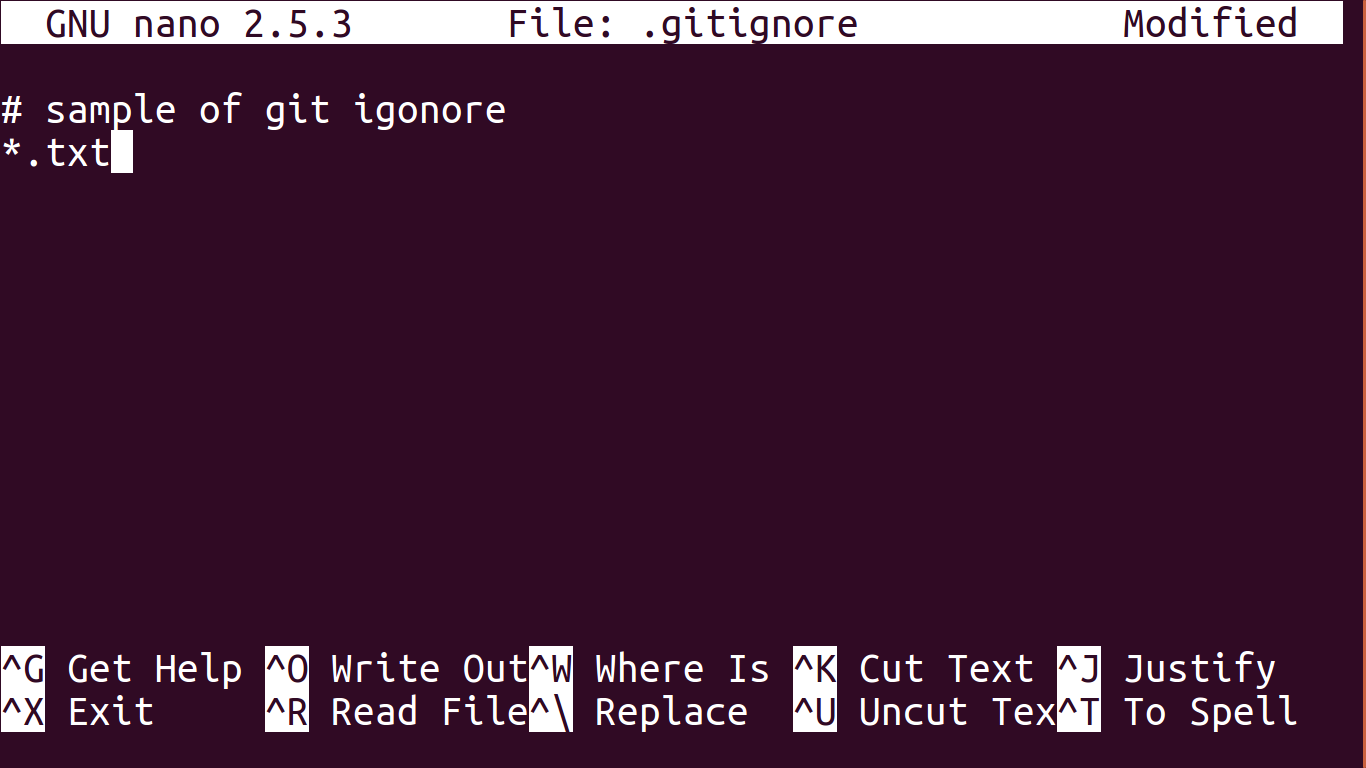 GNU nano 2.5.3 File: .gitignore Modified
# sample of git igonore
*.txt
^G Get Help ^O Write Out ^W Where Is ^K Cut Text ^J Justify
^X Exit ^R Read File ^\ Replace ^U Uncut Tex ^T To Spell